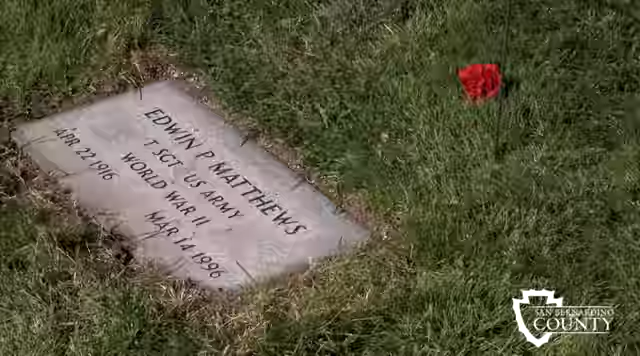 EDWIN P MATTHEWS
T SGT US ARMY
WORLD WAR II
APR 22 1916 MAR 14 1996
SAN BERNARDINO
COUNTY